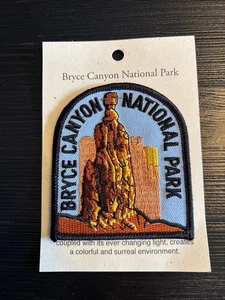 Bryce Canyon National Park
BRYCE CANYON NATIONAL PARK
coupled with its ever changing light, creates
a colorful and surreal environment.